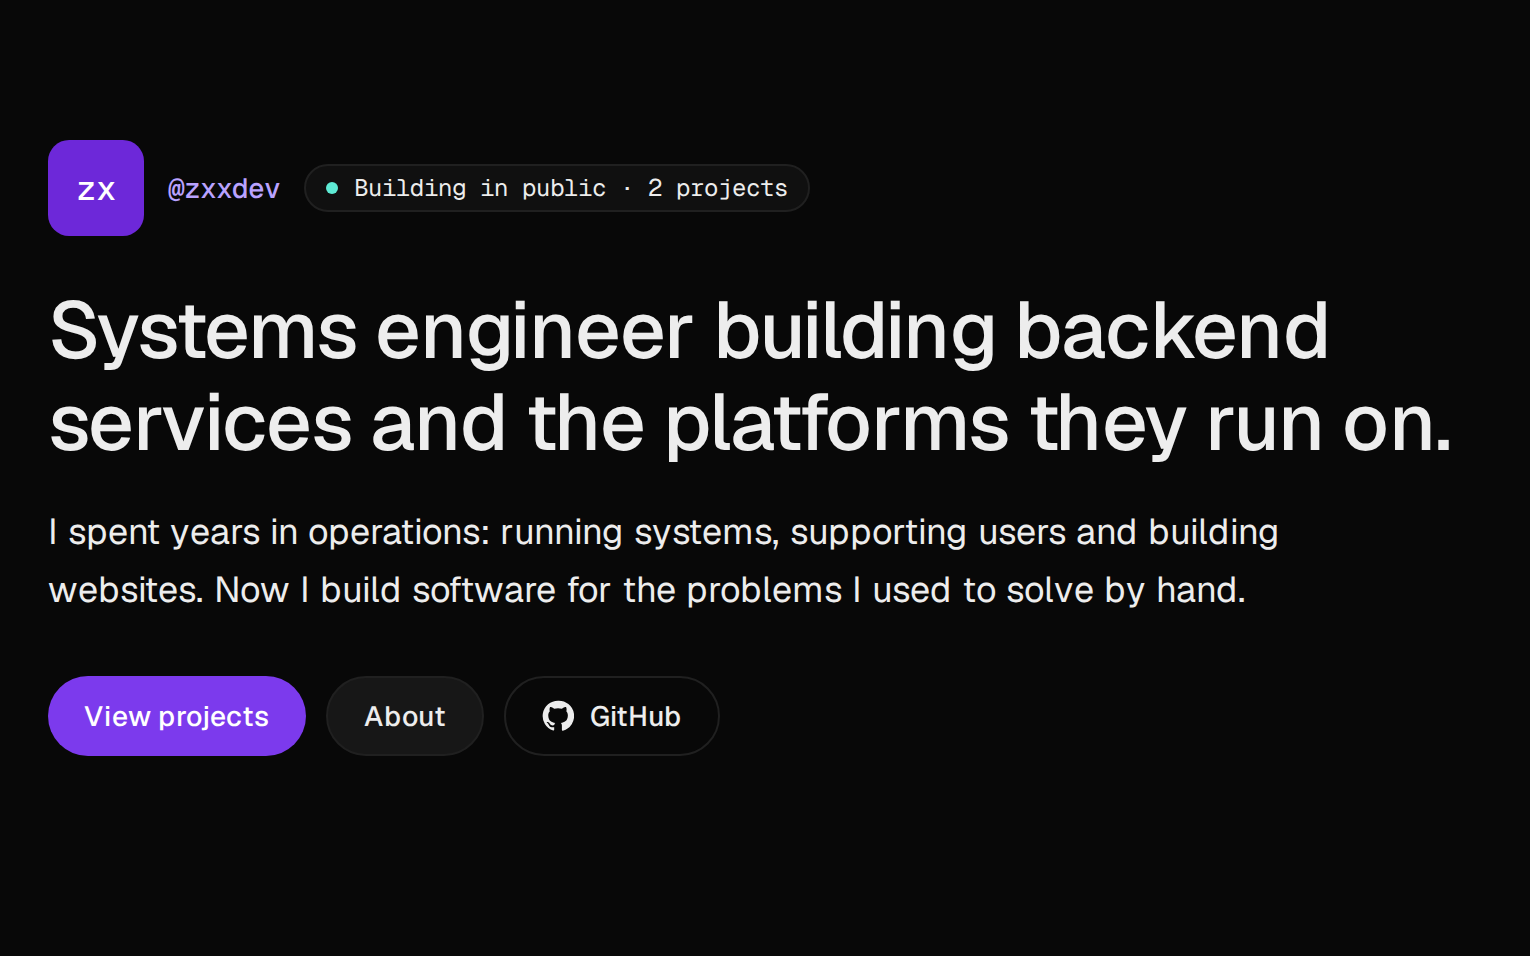 zx
@zxxdev
Building in public · 2 projects
Systems engineer building backend
services and the platforms they run on.
I spent years in operations: running systems, supporting users and building
websites. Now I build software for the problems I used to solve by hand.
View projects
About
GitHub